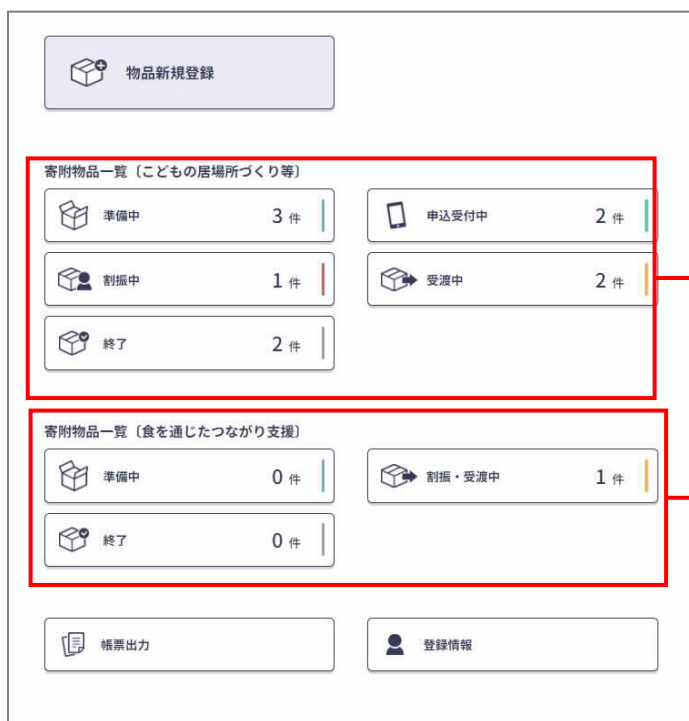 物品新規登録
寄附物品一覧〔こどもの居場所づくり等〕
準備中 3 件
申込受付中 2 件
割振中 1 件
受渡中 2 件
終了 2 件
寄附物品一覧〔食を通じたつながり支援〕
準備中 0 件
割振・受渡中 1 件
終了 0 件
帳票出力
登録情報